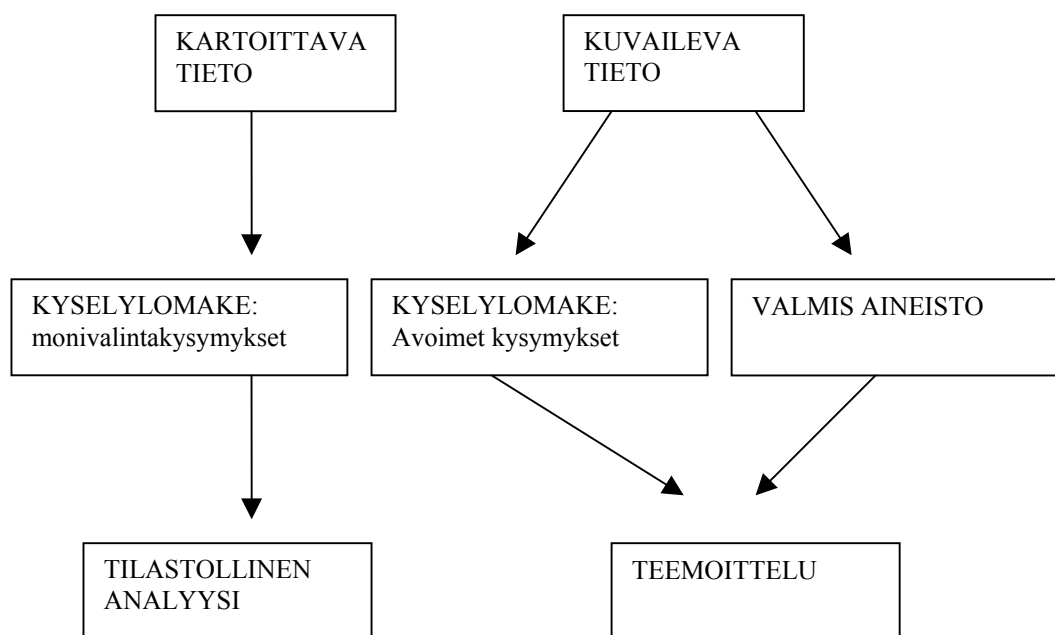 KARTOITTAVA
TIETO
KUVAILEVA
TIETO
KYSELYLOMAKE:
monivalintakysymykset
KYSELYLOMAKE:
Avoimet kysymykset
VALMIS AINEISTO
TILASTOLLINEN
ANALYYSI
TEEMOITTELU